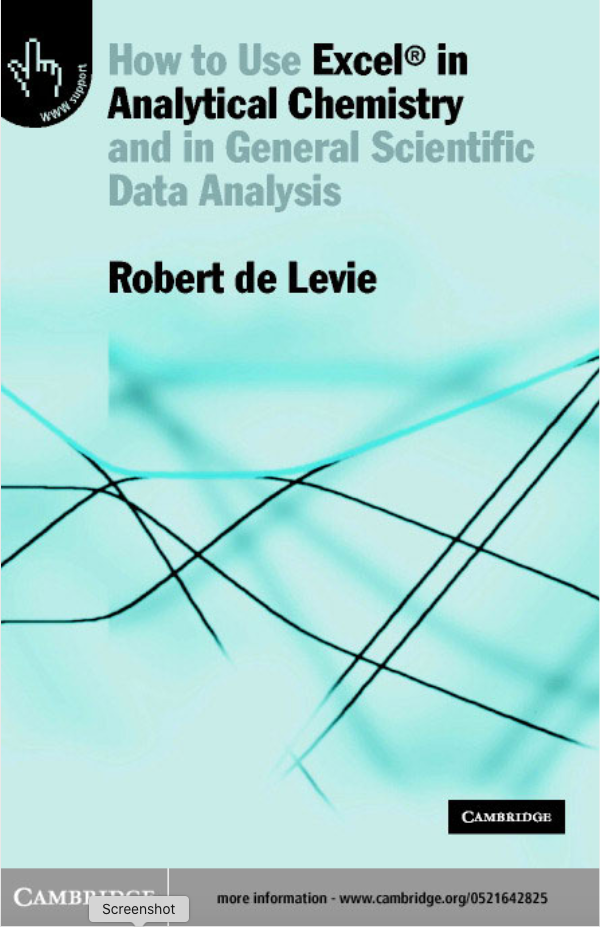 www support
How to Use Excel® in
Analytical Chemistry
and in General Scientific
Data Analysis
Robert de Levie
CAMBRIDGE
CAMBRIDGE
more information - www.cambridge.org/0521642825
Screenshot